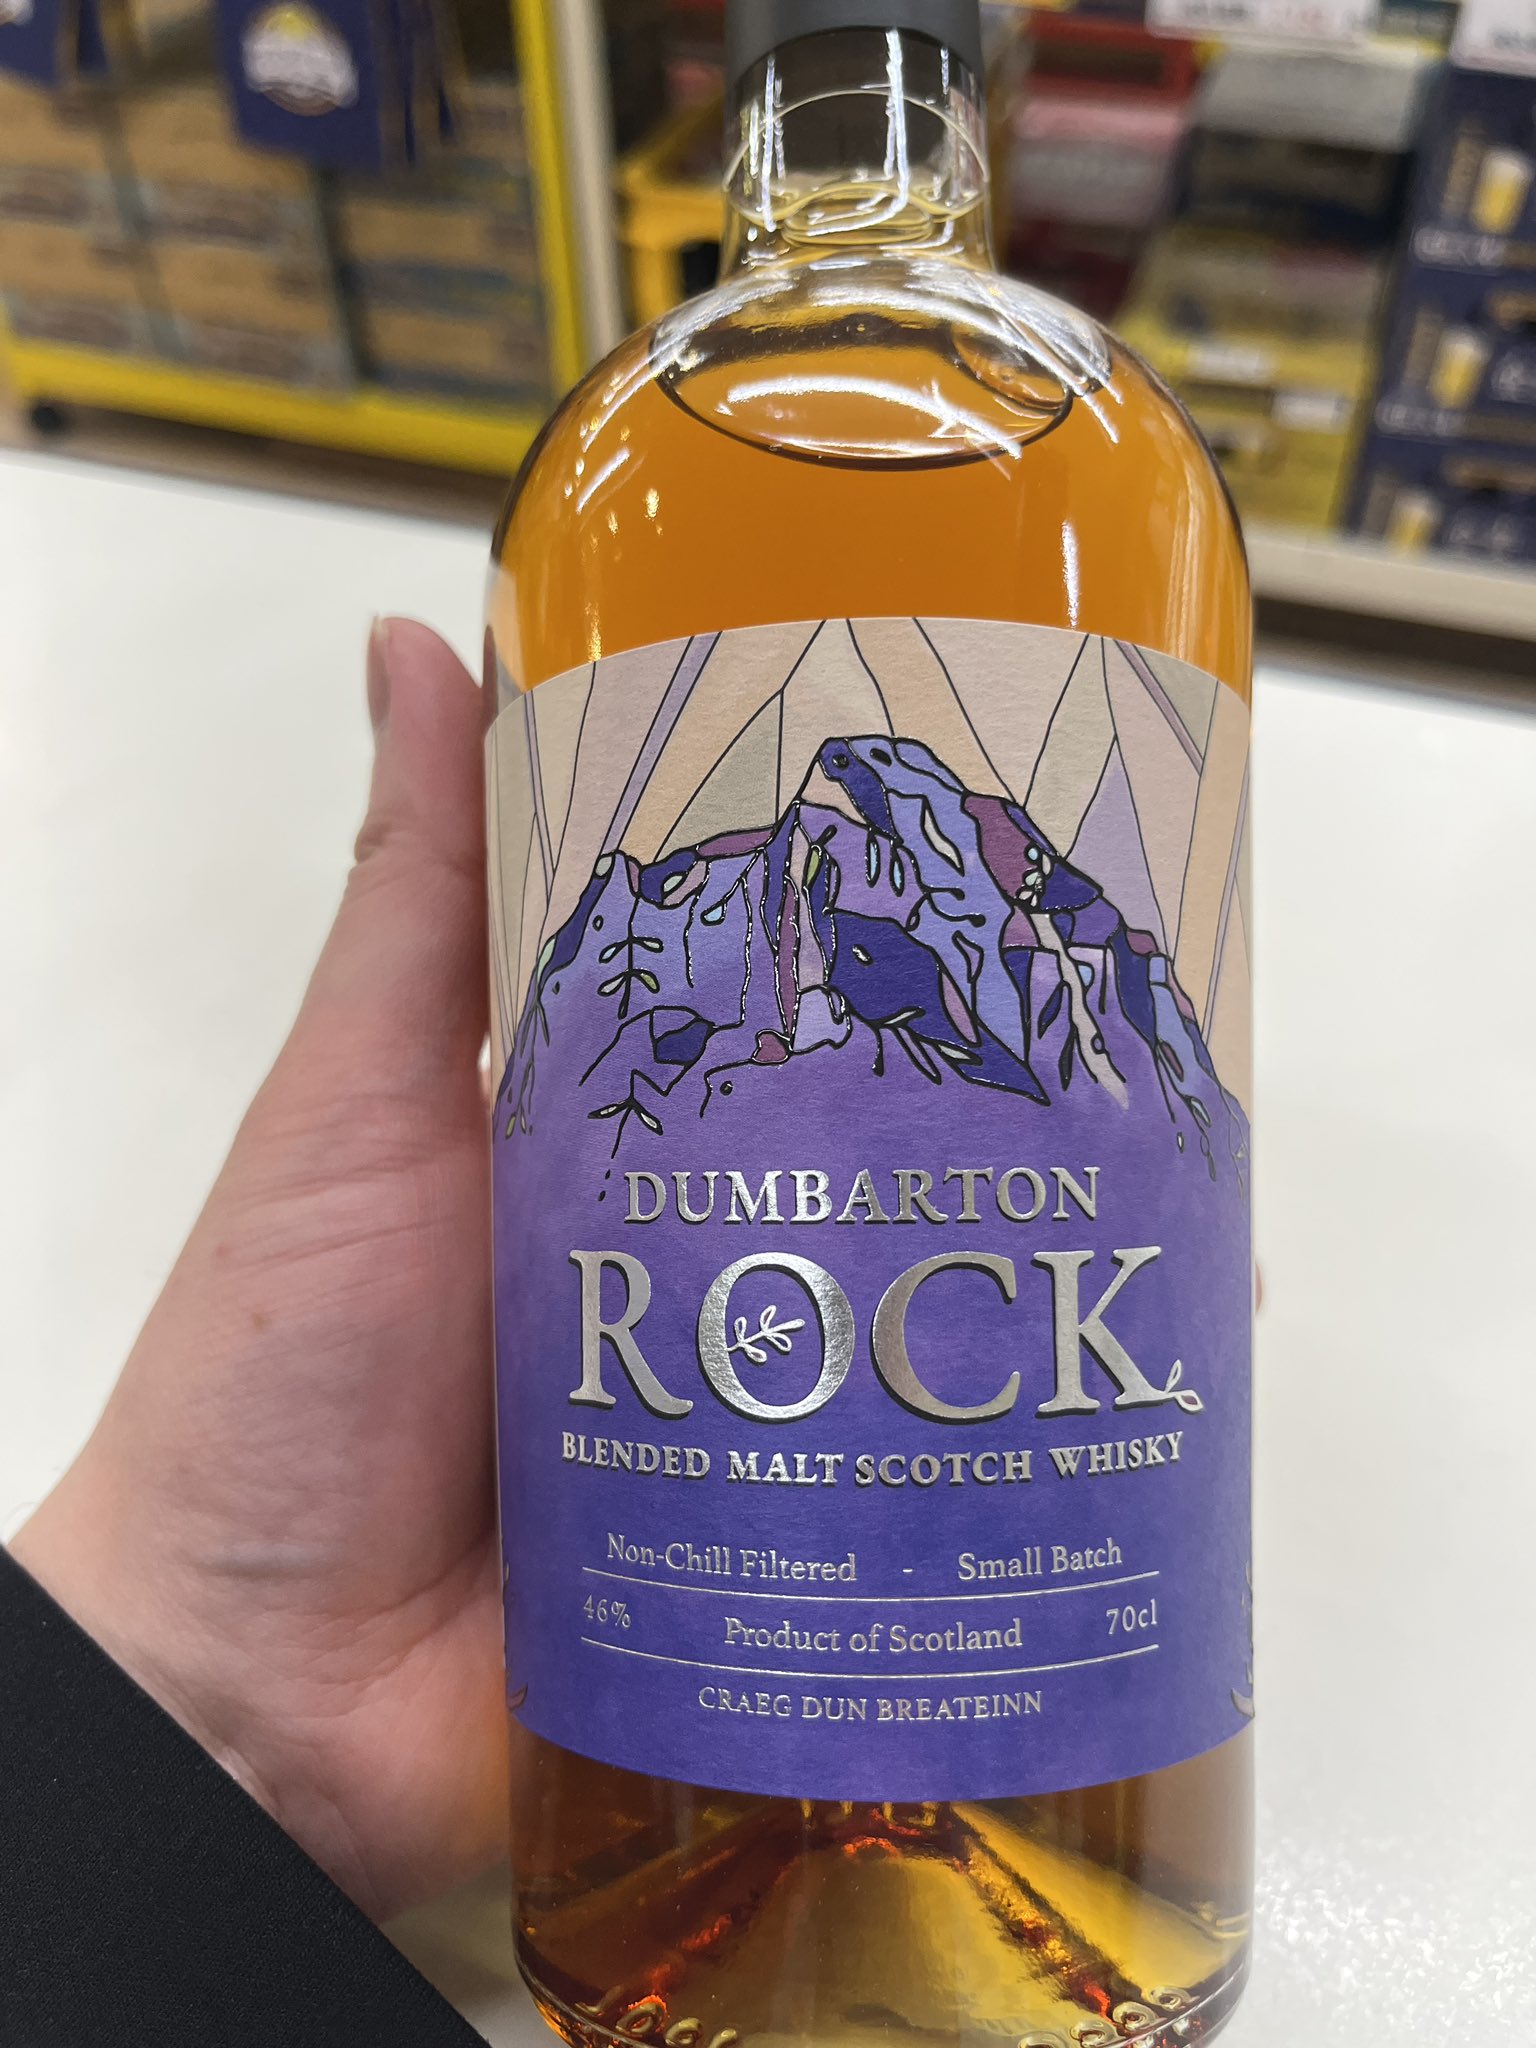 DUMBARTON
ROCK
BLENDED MALT SCOTCH WHISKY
Non-Chill Filtered - Small Batch
46% Product of Scotland 70cl
CRAEG DUN BREATEINN